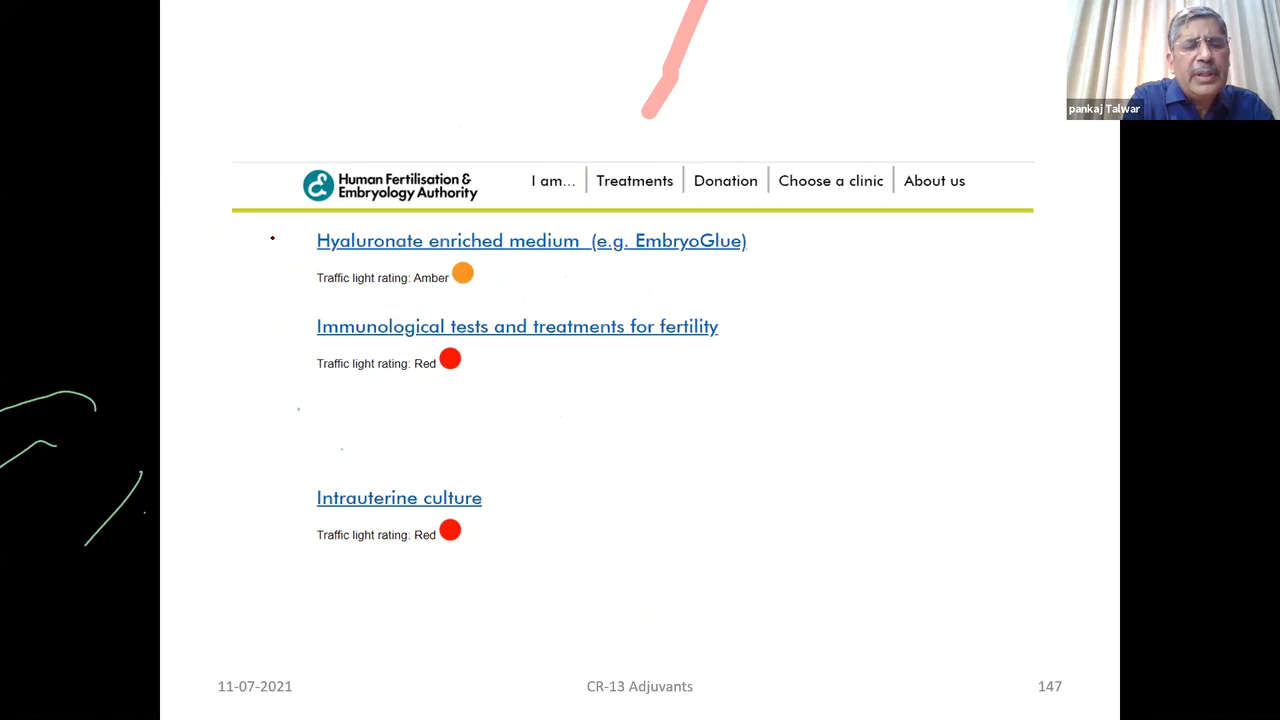 pankaj Talwar
Human Fertilisation &
Embryology Authority
I am...
Treatments
Donation
Choose a clinic
About us
Hyaluronate enriched medium (e.g. EmbryoGlue)
Traffic light rating: Amber
Immunological tests and treatments for fertility
Traffic light rating: Red
Intrauterine culture
Traffic light rating: Red
11-07-2021
CR-13 Adjuvants
147